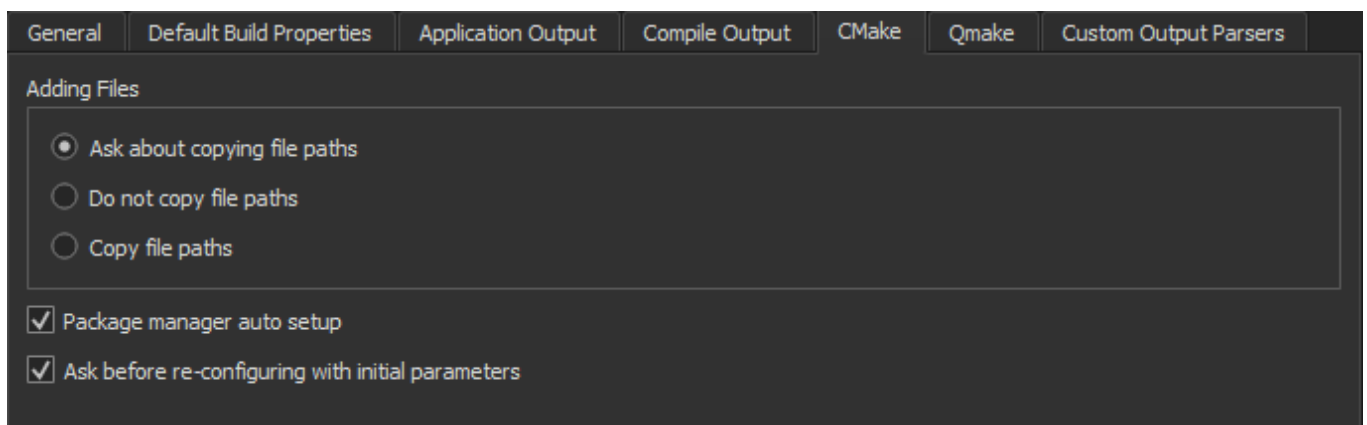 General Default Build Properties Application Output Compile Output CMake Qmake Custom Output Parsers
Adding Files
Ask about copying file paths
Do not copy file paths
Copy file paths
Package manager auto setup
Ask before re-configuring with initial parameters